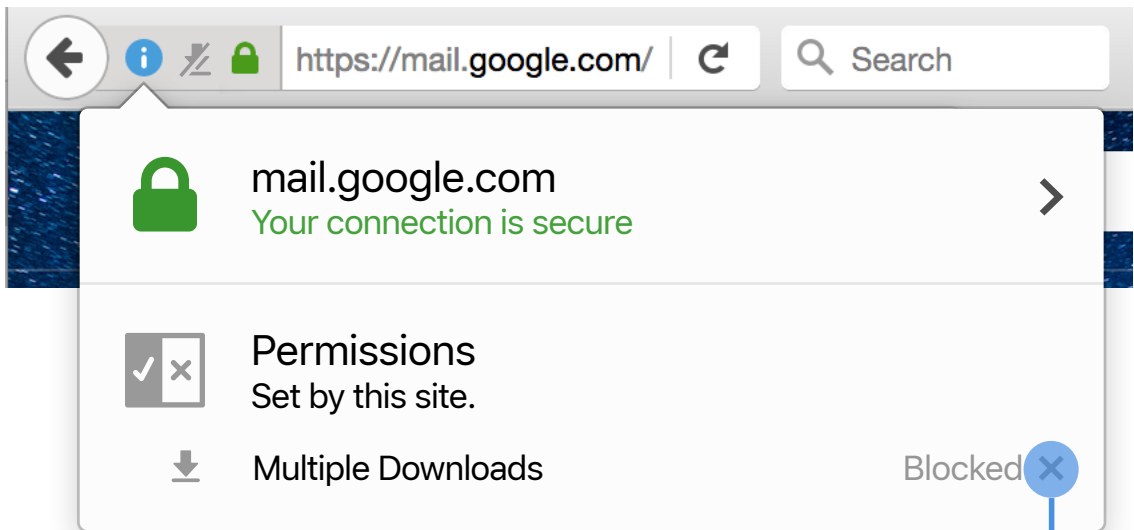 https://mail.google.com/
Search
mail.google.com
Your connection is secure
Permissions
Set by this site.
Multiple Downloads Blocked